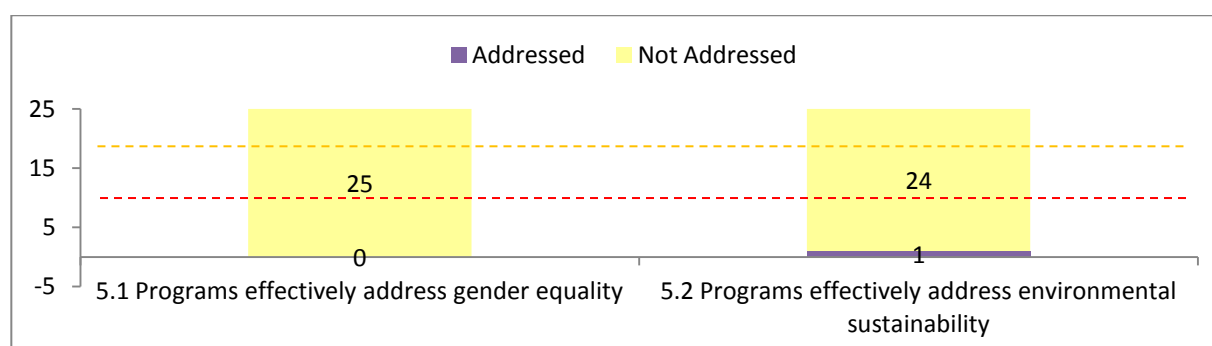 Addressed Not Addressed
25
15
5
-5
25
24
0
1
5.1 Programs effectively address gender equality
5.2 Programs effectively address environmental
sustainability